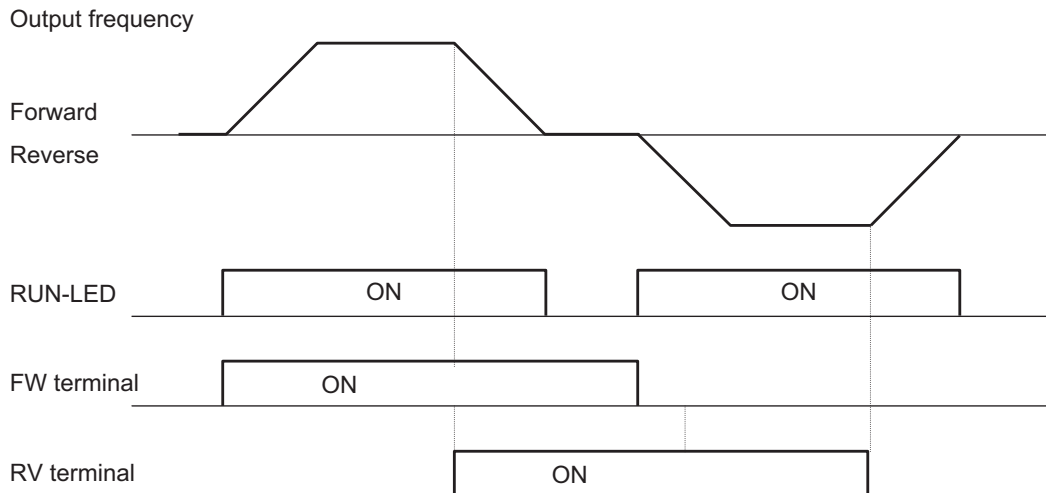 Output frequency
Forward
Reverse
RUN-LED
ON
ON
FW terminal
ON
RV terminal
ON